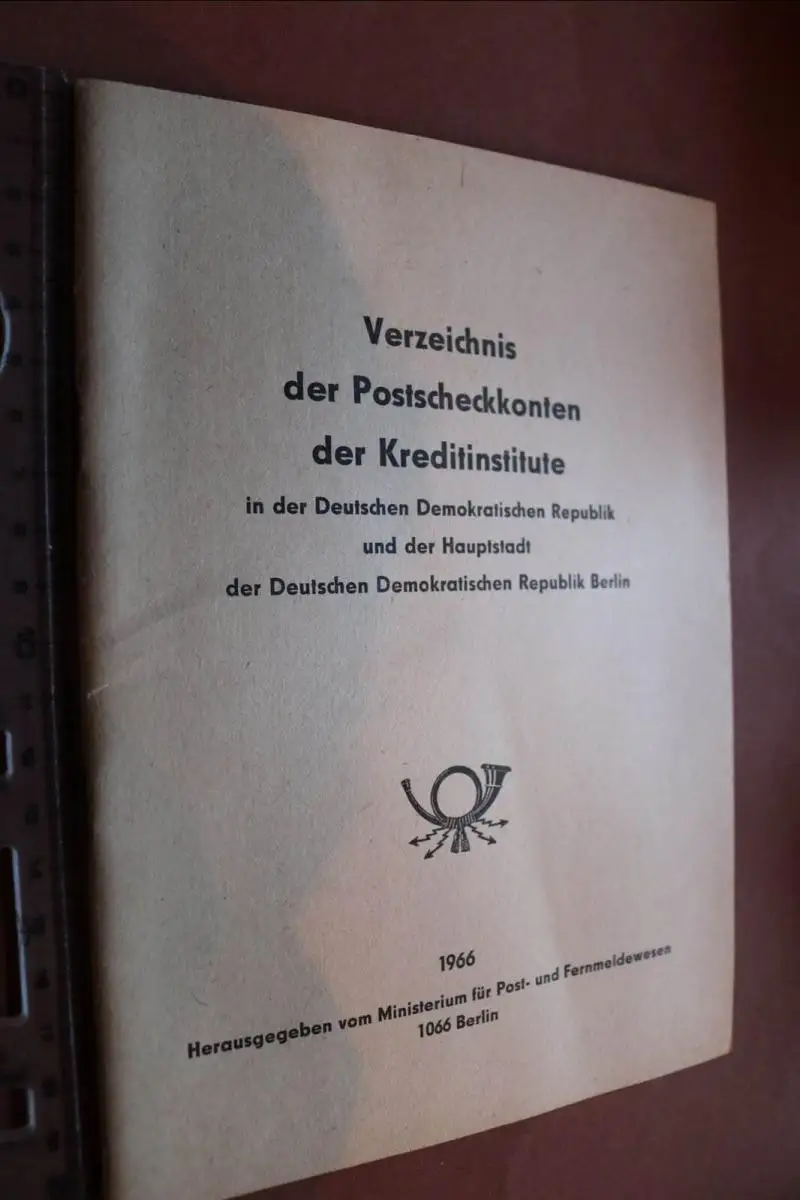 Verzeichnis
der Postscheckkonten
der Kreditinstitute
in der Deutschen Demokratischen Republik
und der Hauptstadt
der Deutschen Demokratischen Republik Berlin
1966
Herausgegeben vom Ministerium für Post- und Fernmeldewesen
1066 Berlin